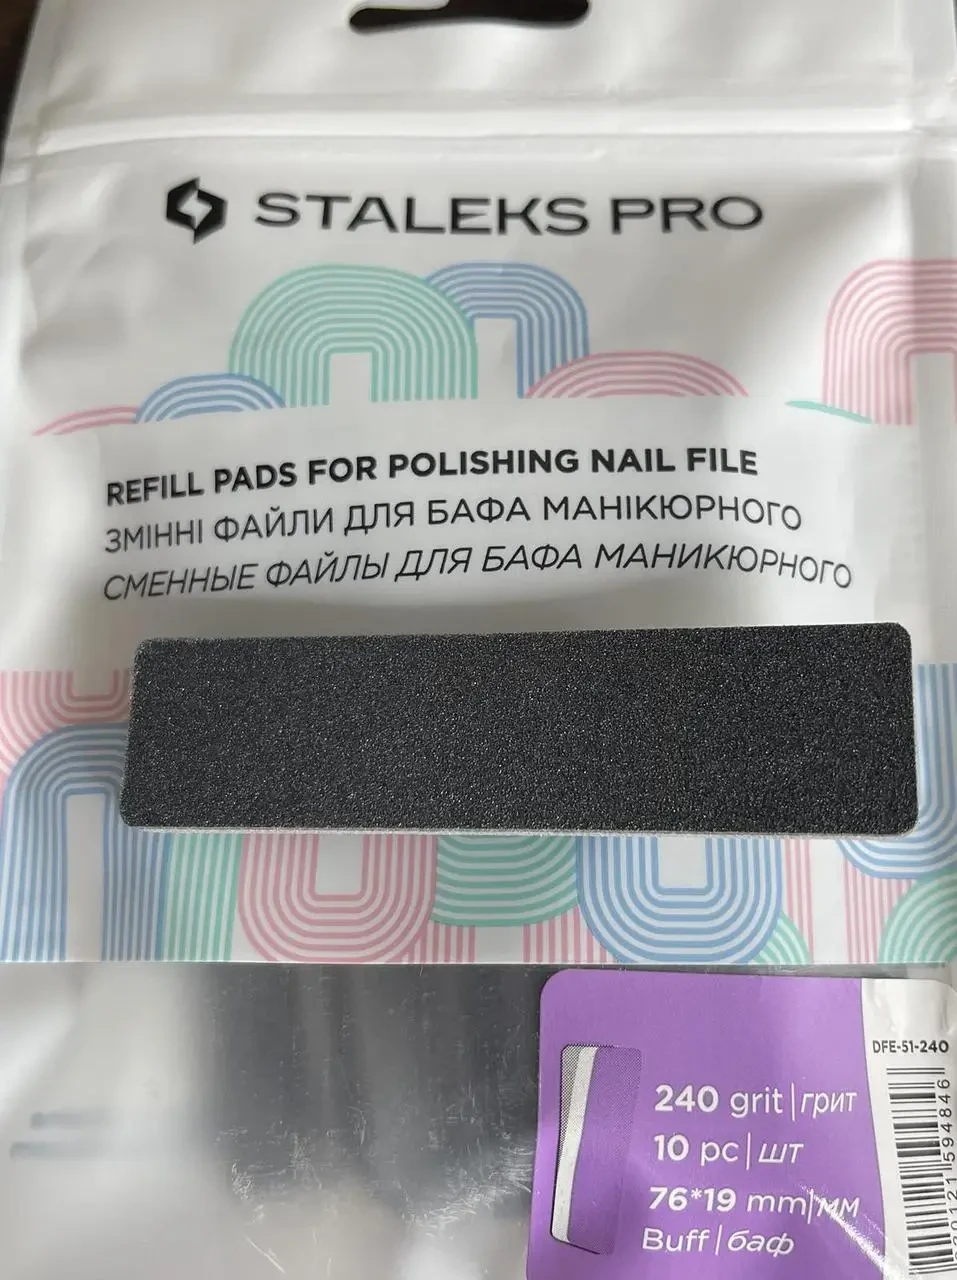 STALEKS PRO
REFILL PADS FOR POLISHING NAIL FILE
ЗМІННІ ФАЙЛИ ДЛЯ БАФА МАНІКЮРНОГО
СМЕННЫЕ ФАЙЛЫ ДЛЯ БАФА МАНИКЮРНОГО
DFE-51-240
240 grit|грит
10 pc|шт
76*19 mm|мм
Buff|баф